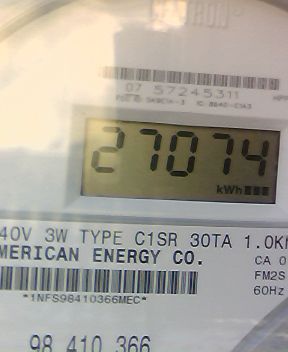 TRON
07 57245311
27074
kWh
40V 3W TYPE C1SR 30TA 1.0K
MERICAN ENERGY CO.
CA 0
FM2S
60Hz
*1NFS98410366MEC*
98 410 366